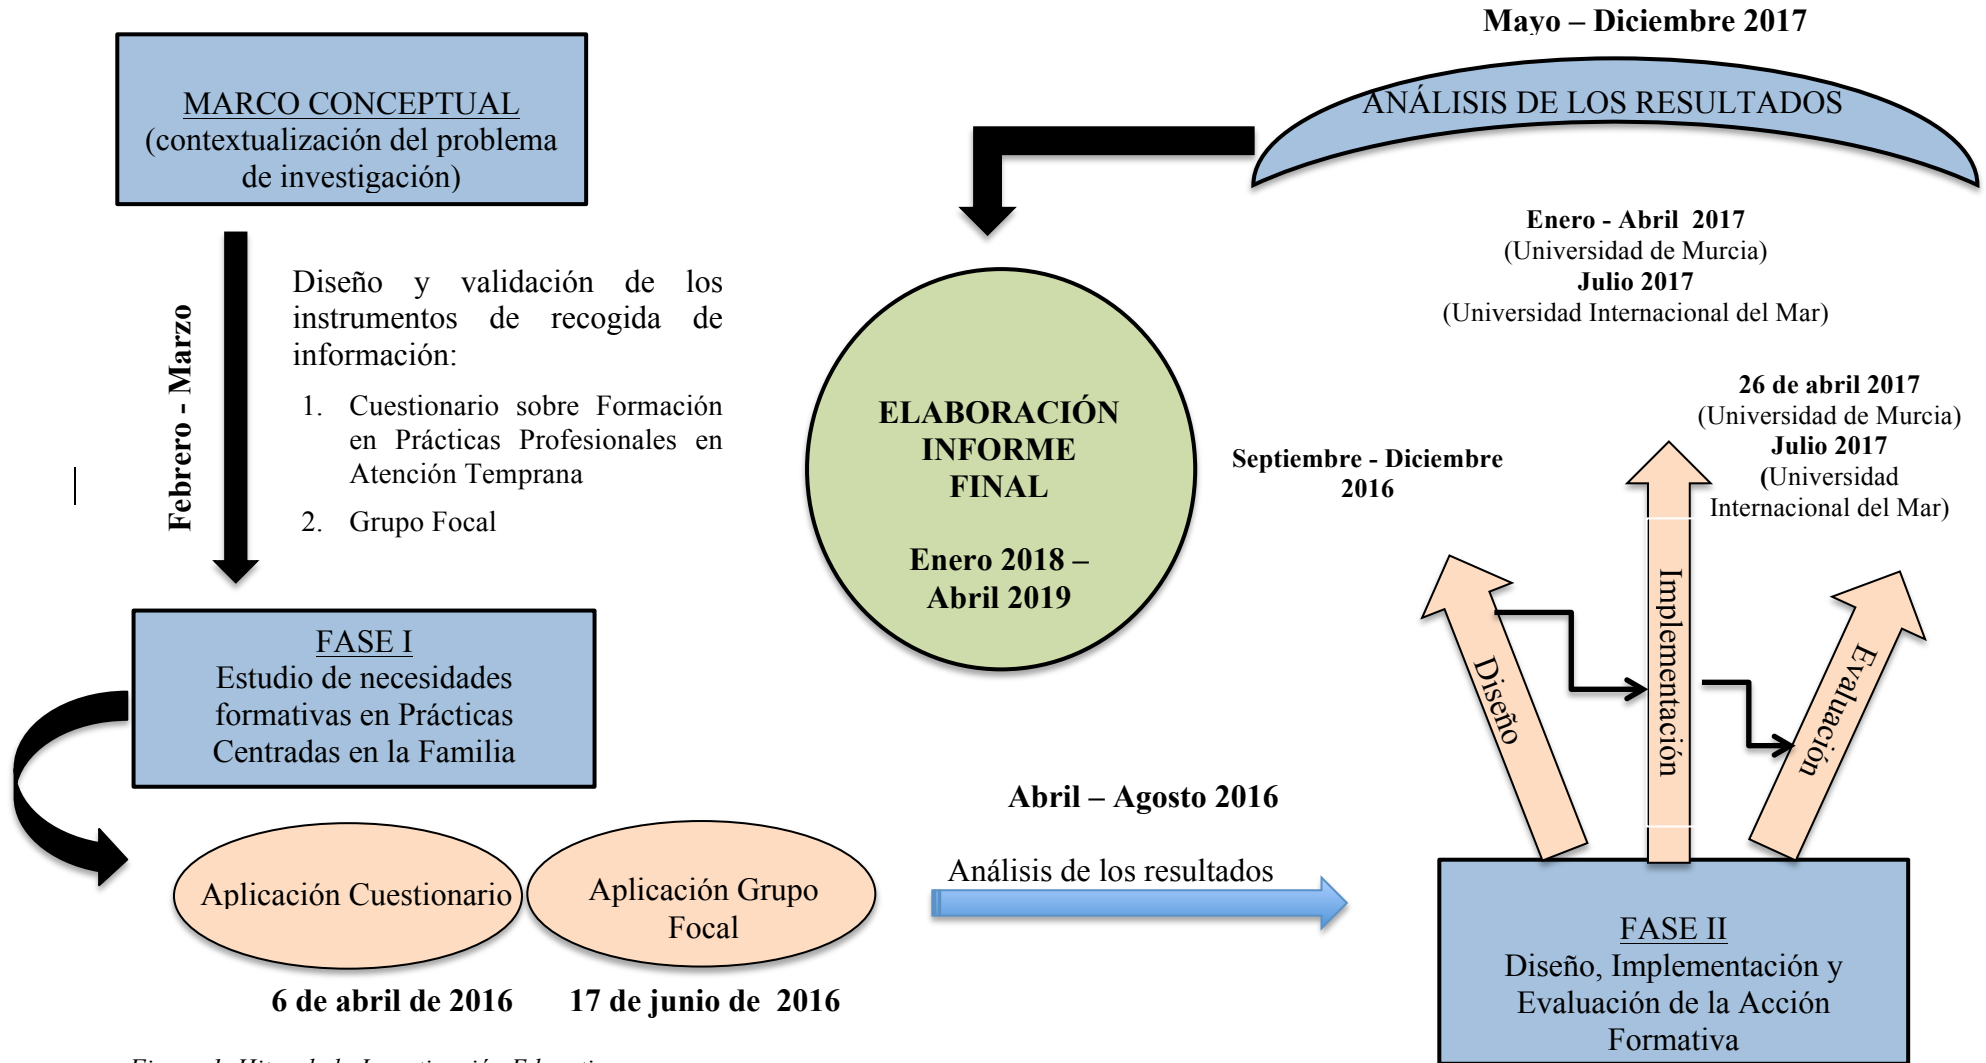 MARCO CONCEPTUAL
(contextualización del problema
de investigación)
Febrero - Marzo
Diseño y validación de los
instrumentos de recogida de
información:
1. Cuestionario sobre Formación
en Prácticas Profesionales en
Atención Temprana
2. Grupo Focal
FASE I
Estudio de necesidades
formativas en Prácticas
Centradas en la Familia
Aplicación Cuestionario
Aplicación Grupo
Focal
6 de abril de 2016
17 de junio de 2016
Abril – Agosto 2016
Análisis de los resultados
FASE II
Diseño, Implementación y
Evaluación de la Acción
Formativa
Diseño
Implementación
Evaluación
Septiembre - Diciembre
2016
Enero - Abril 2017
(Universidad de Murcia)
Julio 2017
(Universidad Internacional del Mar)
26 de abril 2017
(Universidad de Murcia)
Julio 2017
(Universidad
Internacional del Mar)
Mayo – Diciembre 2017
ANÁLISIS DE LOS RESULTADOS
ELABORACIÓN
INFORME
FINAL
Enero 2018 –
Abril 2019